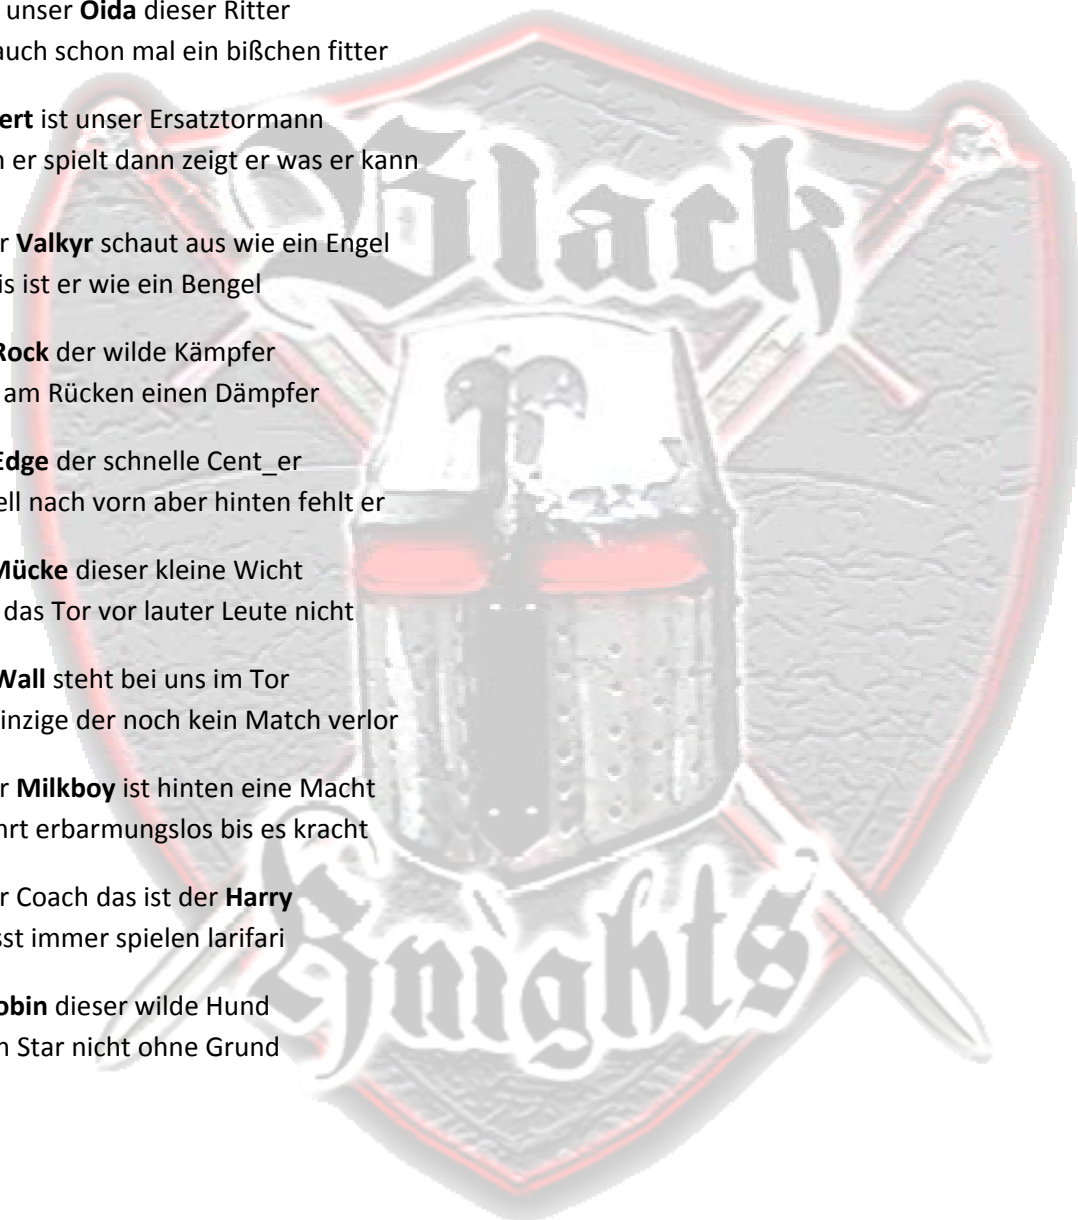 unser Oida dieser Ritter
auch schon mal ein bißchen fitter
ert ist unser Ersatztormann
n er spielt dann zeigt er was er kann
r Valkyr schaut aus wie ein Engel
is ist er wie ein Bengel
Rock der wilde Kämpfer
am Rücken einen Dämpfer
Edge der schnelle Cent_er
ell nach vorn aber hinten fehlt er
Mücke dieser kleine Wicht
das Tor vor lauter Leute nicht
Wall steht bei uns im Tor
inzige der noch kein Match verlor
r Milkboy ist hinten eine Macht
hrt erbarmungslos bis es kracht
r Coach das ist der Harry
sst immer spielen larifari
obin dieser wilde Hund
n Star nicht ohne Grund
Black
Knights